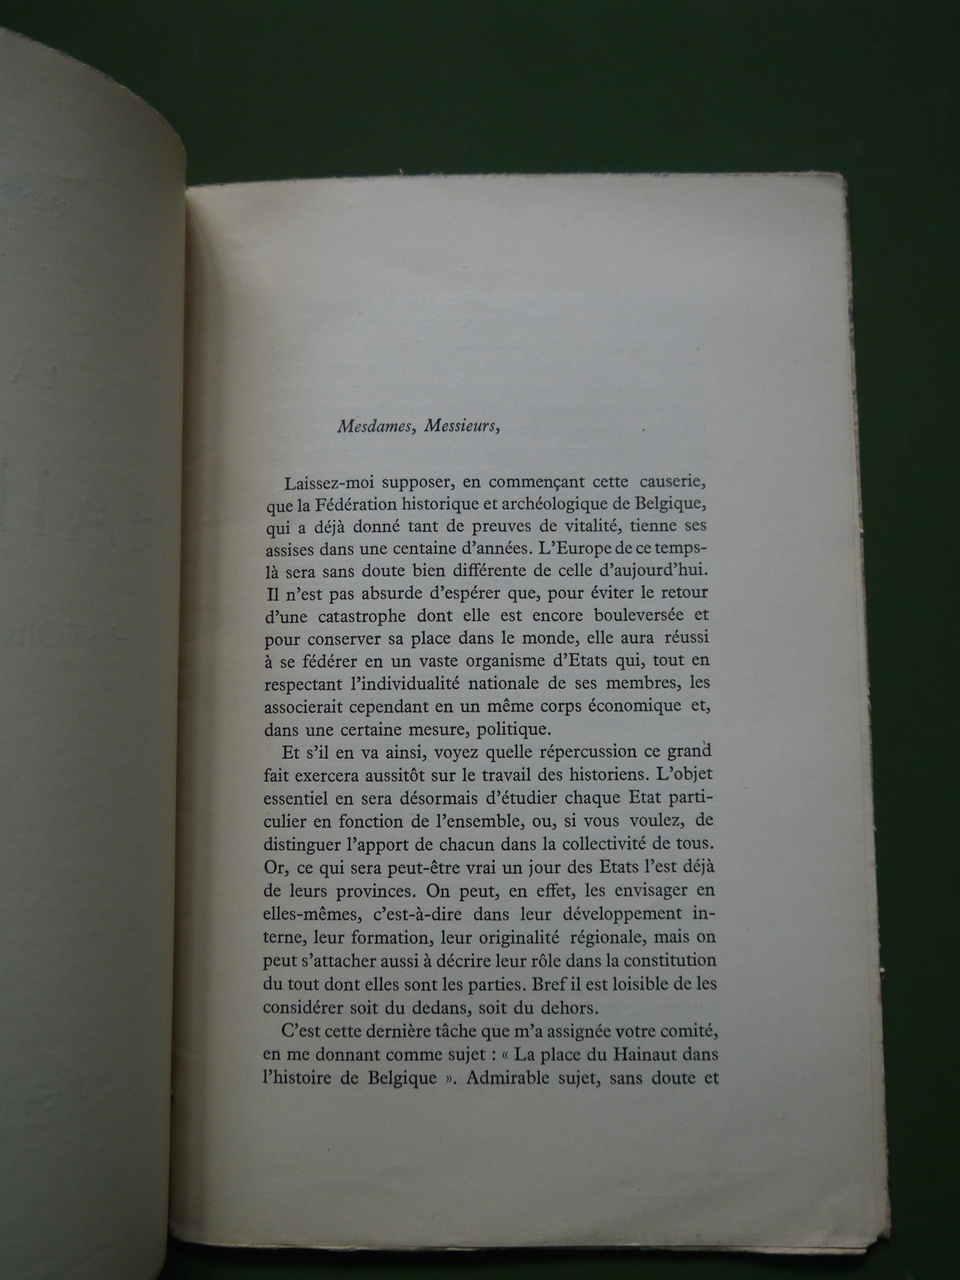 Mesdames, Messieurs,
Laissez-moi supposer, en commençant cette causerie,
que la Fédération historique et archéologique de Belgique,
qui a déjà donné tant de preuves de vitalité, tienne ses
assises dans une centaine d'années. L'Europe de ce temps-
là sera sans doute bien différente de celle d'aujourd'hui.
Il n'est pas absurde d'espérer que, pour éviter le retour
d'une catastrophe dont elle est encore bouleversée et
pour conserver sa place dans le monde, elle aura réussi
à se fédérer en un vaste organisme d'Etats qui, tout en
respectant l'individualité nationale de ses membres, les
associerait cependant en un même corps économique et,
dans une certaine mesure, politique.
Et s'il en va ainsi, voyez quelle répercussion ce grand
fait exercera aussitôt sur le travail des historiens. L'objet
essentiel en sera désormais d'étudier chaque Etat parti-
culier en fonction de l'ensemble, ou, si vous voulez, de
distinguer l'apport de chacun dans la collectivité de tous.
Or, ce qui sera peut-être vrai un jour des Etats l'est déjà
de leurs provinces. On peut, en effet, les envisager en
elles-mêmes, c'est-à-dire dans leur développement in-
terne, leur formation, leur originalité régionale, mais on
peut s'attacher aussi à décrire leur rôle dans la constitution
du tout dont elles sont les parties. Bref il est loisible de les
considérer soit du dedans, soit du dehors.
C'est cette dernière tâche que m'a assignée votre comité,
en me donnant comme sujet : « La place du Hainaut dans
l'histoire de Belgique ». Admirable sujet, sans doute et